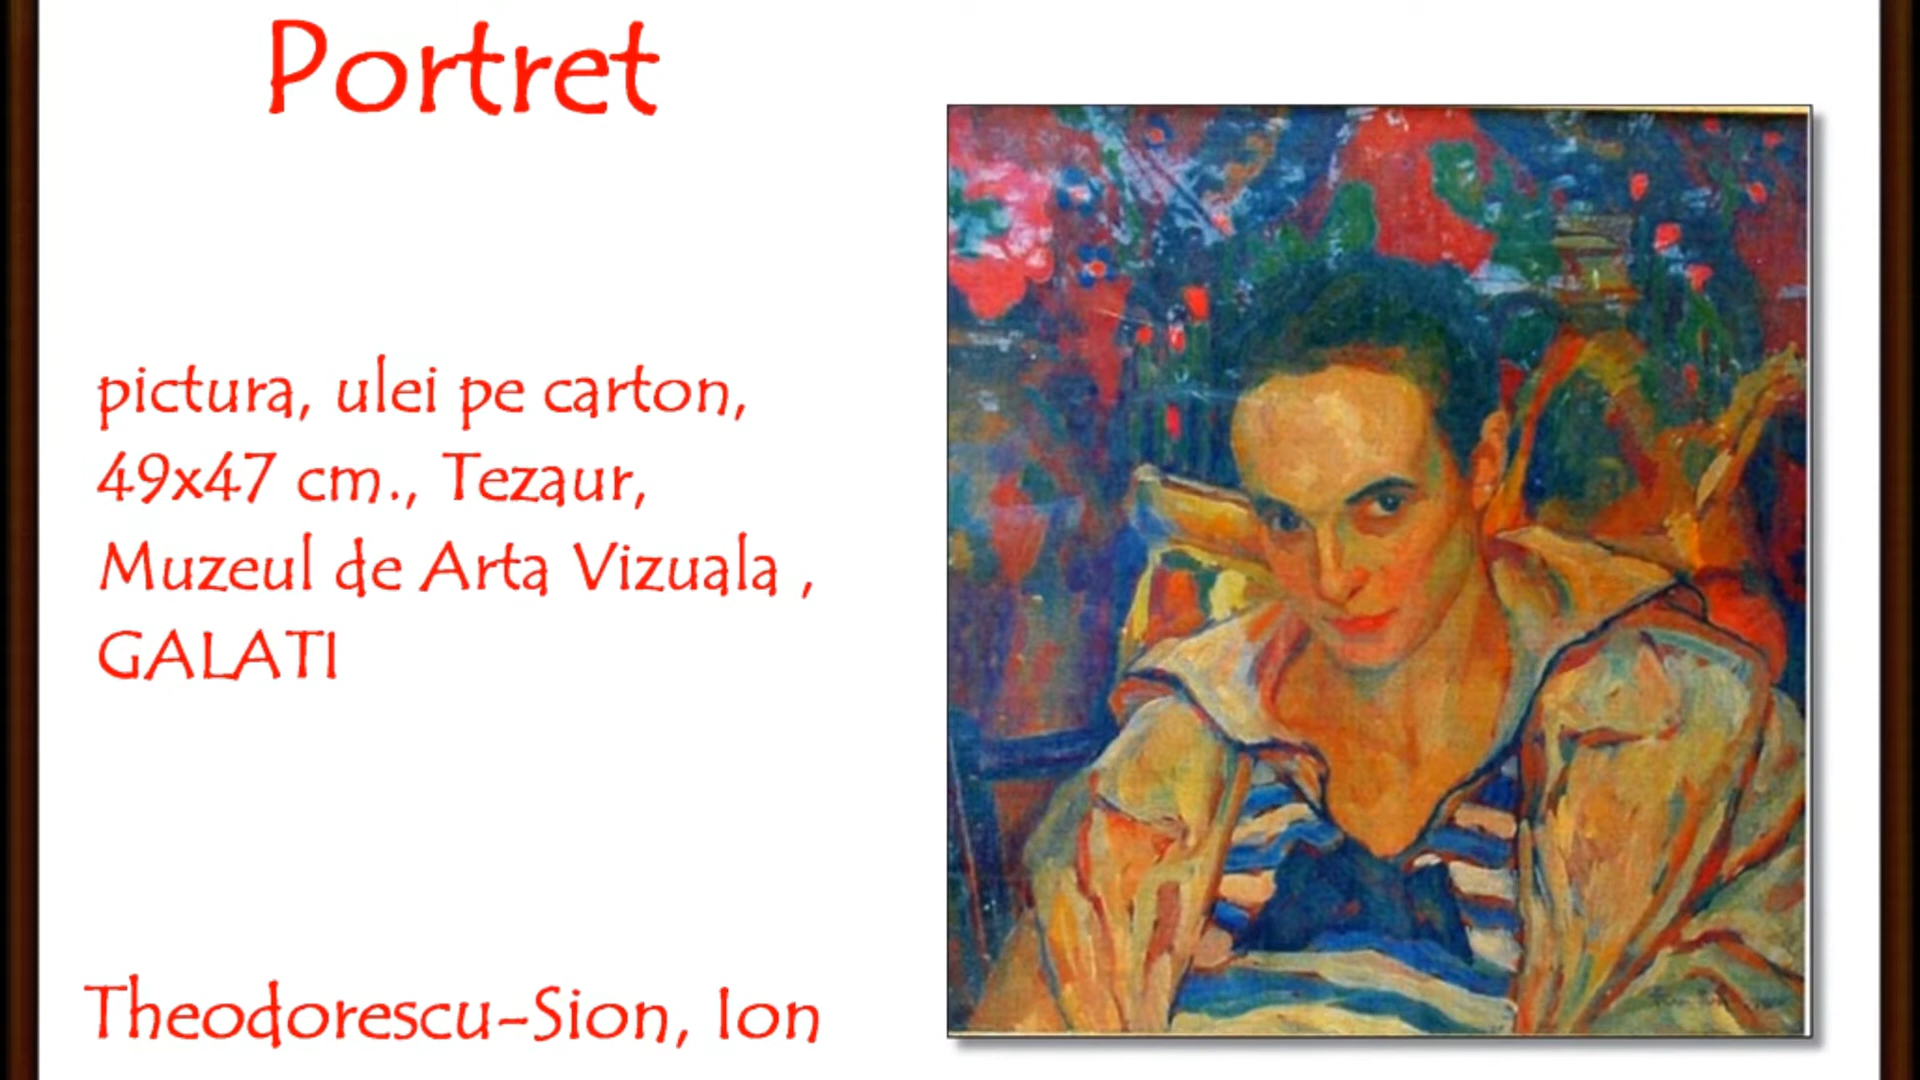 Portret
pictura, ulei pe carton,
49x47 cm., Tezaur,
Muzeul de Arta Vizuala ,
GALATI
Theodorescu-Sion, Ion